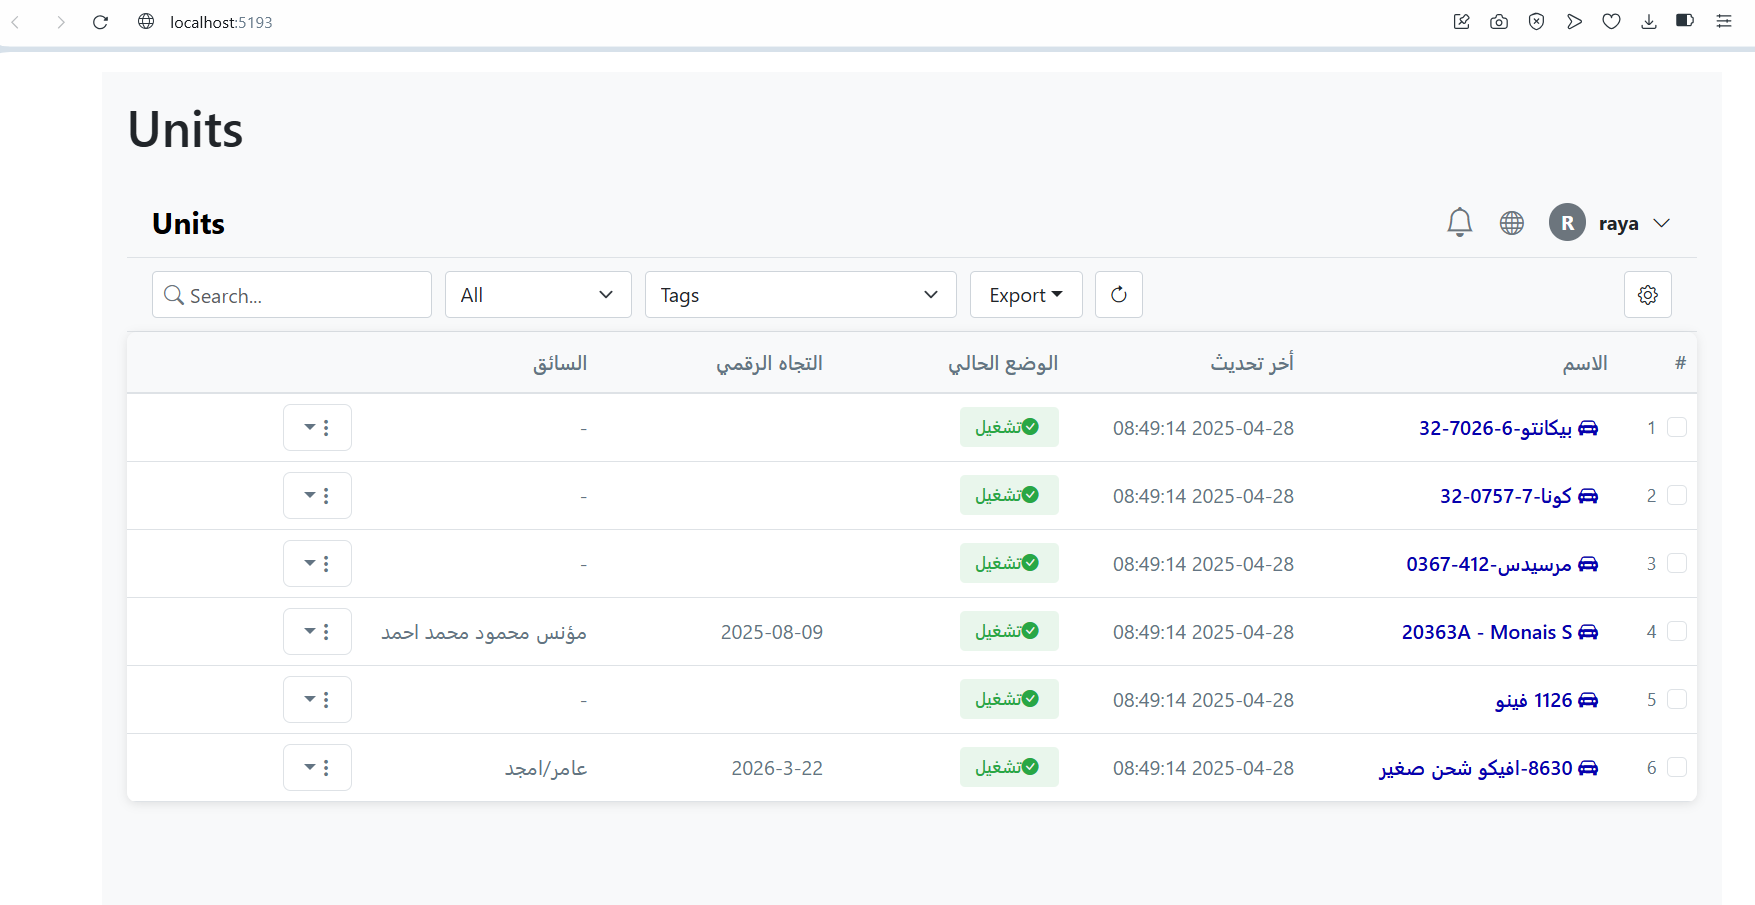 localhost:5193
Units
Units
R raya
Search...
All
Tags
Export
# الاسم أخر تحديث الوضع الحالي التجاه الرقمي السائق
1 بيكانتو-6-7026-32 2025-04-28 08:49:14 تشغيل -
2 كونا-7-0757-32 2025-04-28 08:49:14 تشغيل -
3 مرسيدس-412-0367 2025-04-28 08:49:14 تشغيل -
4 20363A - Monais S 2025-04-28 08:49:14 تشغيل 2025-08-09 مؤنس محمود محمد احمد
5 1126 فينو 2025-04-28 08:49:14 تشغيل -
6 8630-افيكو شحن صغير 2025-04-28 08:49:14 تشغيل 2026-3-22 عامر/امجد